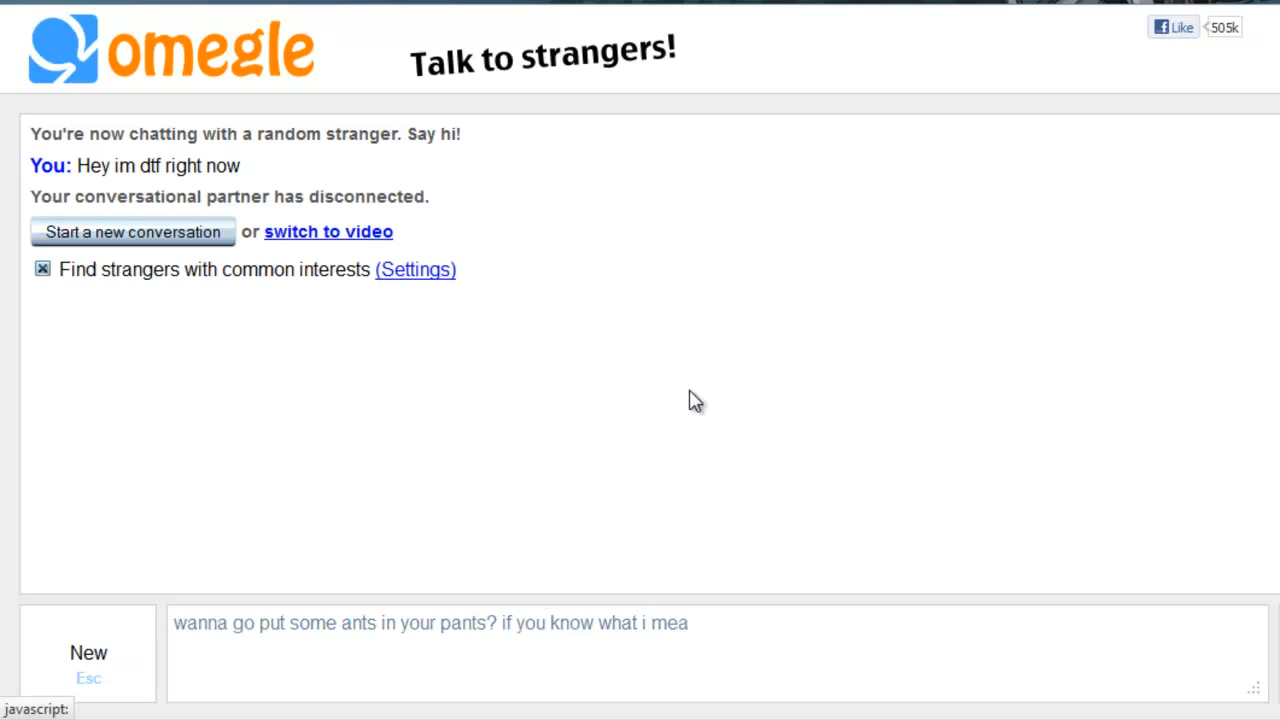 omegle
Talk to strangers!
Like
505k
You're now chatting with a random stranger. Say hi!
You: Hey im dtf right now
Your conversational partner has disconnected.
Start a new conversation or switch to video
Find strangers with common interests (Settings)
New
Esc
wanna go put some ants in your pants? if you know what i mea
javascript: